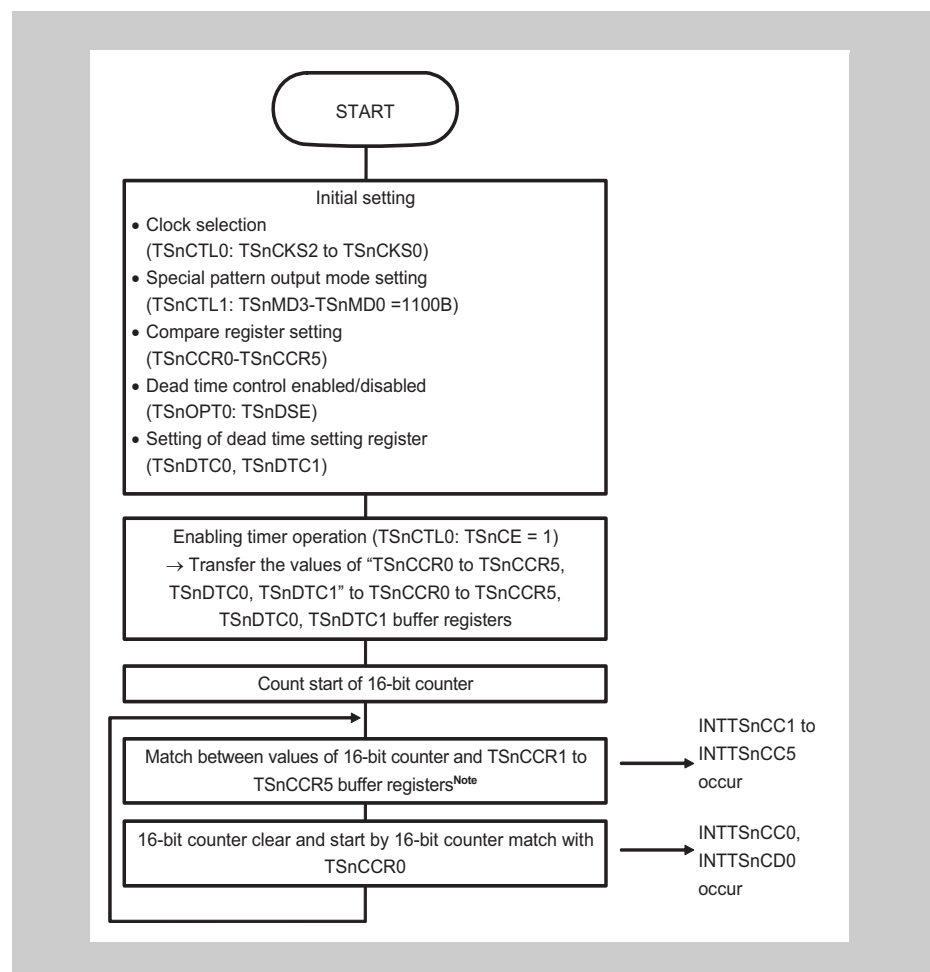 START
Initial setting
• Clock selection
(TSnCTL0: TSnCKS2 to TSnCKS0)
• Special pattern output mode setting
(TSnCTL1: TSnMD3-TSnMD0 =1100B)
• Compare register setting
(TSnCCR0-TSnCCR5)
• Dead time control enabled/disabled
(TSnOPT0: TSnDSE)
• Setting of dead time setting register
(TSnDTC0, TSnDTC1)
Enabling timer operation (TSnCTL0: TSnCE = 1)
→ Transfer the values of “TSnCCR0 to TSnCCR5,
TSnDTC0, TSnDTC1” to TSnCCR0 to TSnCCR5,
TSnDTC0, TSnDTC1 buffer registers
Count start of 16-bit counter
Match between values of 16-bit counter and TSnCCR1 to
TSnCCR5 buffer registersNote
INTTSnCC1 to
INTTSnCC5
occur
16-bit counter clear and start by 16-bit counter match with
TSnCCR0
INTTSnCC0,
INTTSnCD0
occur